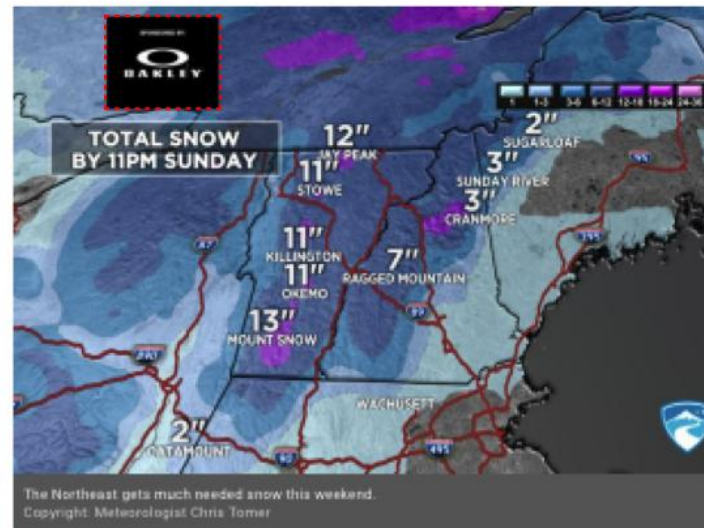 SPONSORED BY
OAKLEY
1 1-3 3-6 6-12 12-18 18-24 24-36
TOTAL SNOW
BY 11PM SUNDAY
12"
JAY PEAK
2"
SUGARLOAF
11"
STOWE
3"
SUNDAY RIVER
95
3"
CRANMORE
87
11"
KILLINGTON
395
7"
RAGGED MOUNTAIN
11"
OKEMO
13"
MOUNT SNOW
WACHUSETT
2"
CATAMOUNT
90
495
The Northeast gets much needed snow this weekend.
Copyright: Meteorologist Chris Tomer